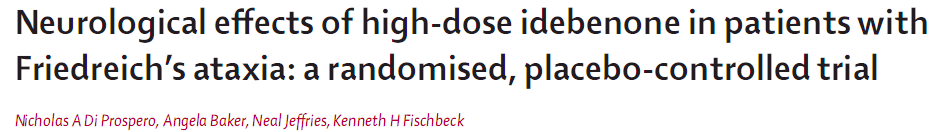 Neurological effects of high-dose idebenone in patients with
Friedreich’s ataxia: a randomised, placebo-controlled trial
Nicholas A Di Prospero, Angela Baker, Neal Jeffries, Kenneth H Fischbeck